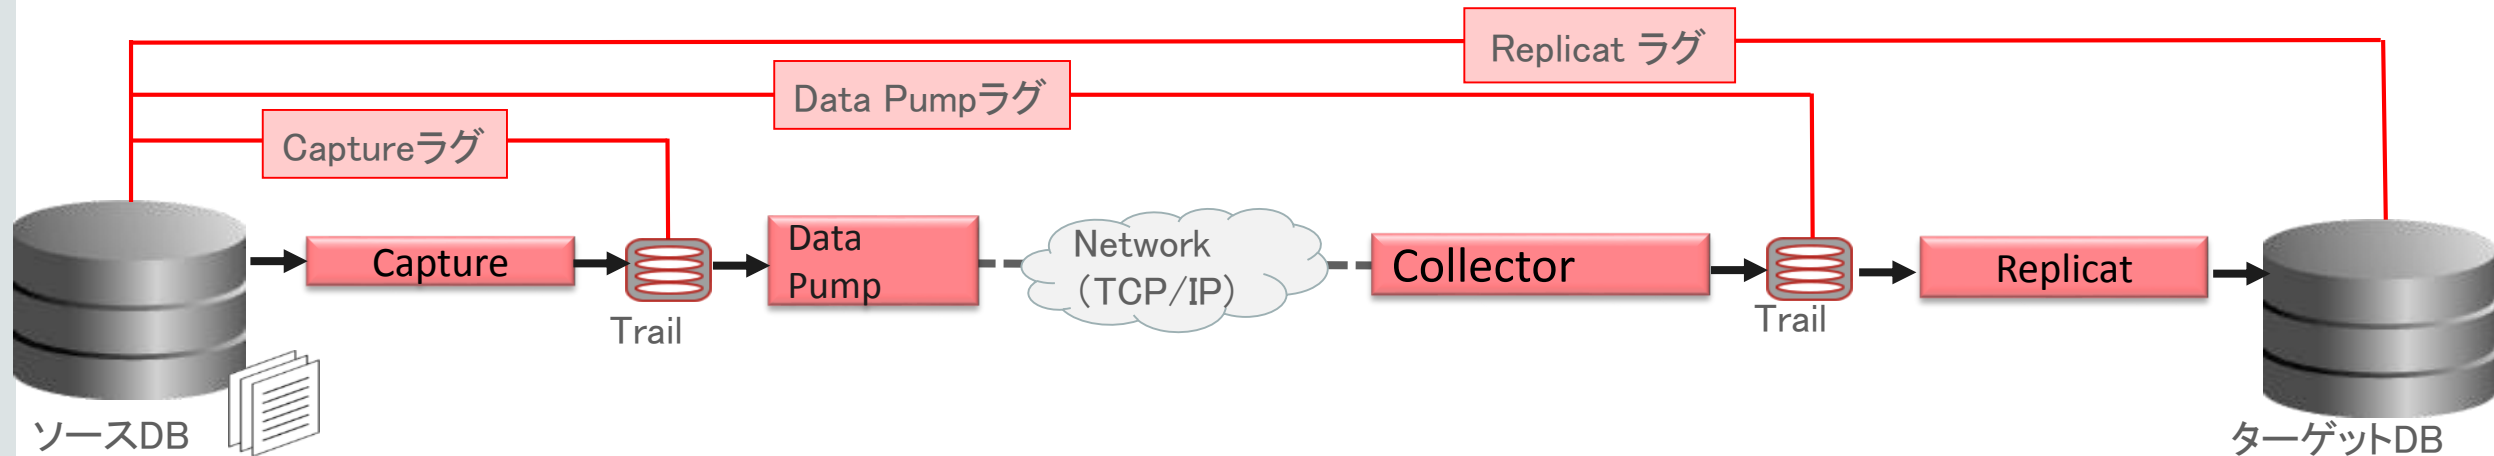 Replicat ラグ
Data Pumpラグ
Captureラグ
Capture
Trail
Data
Pump
Network
(TCP/IP)
Collector
Trail
Replicat
ソースDB
ターゲットDB